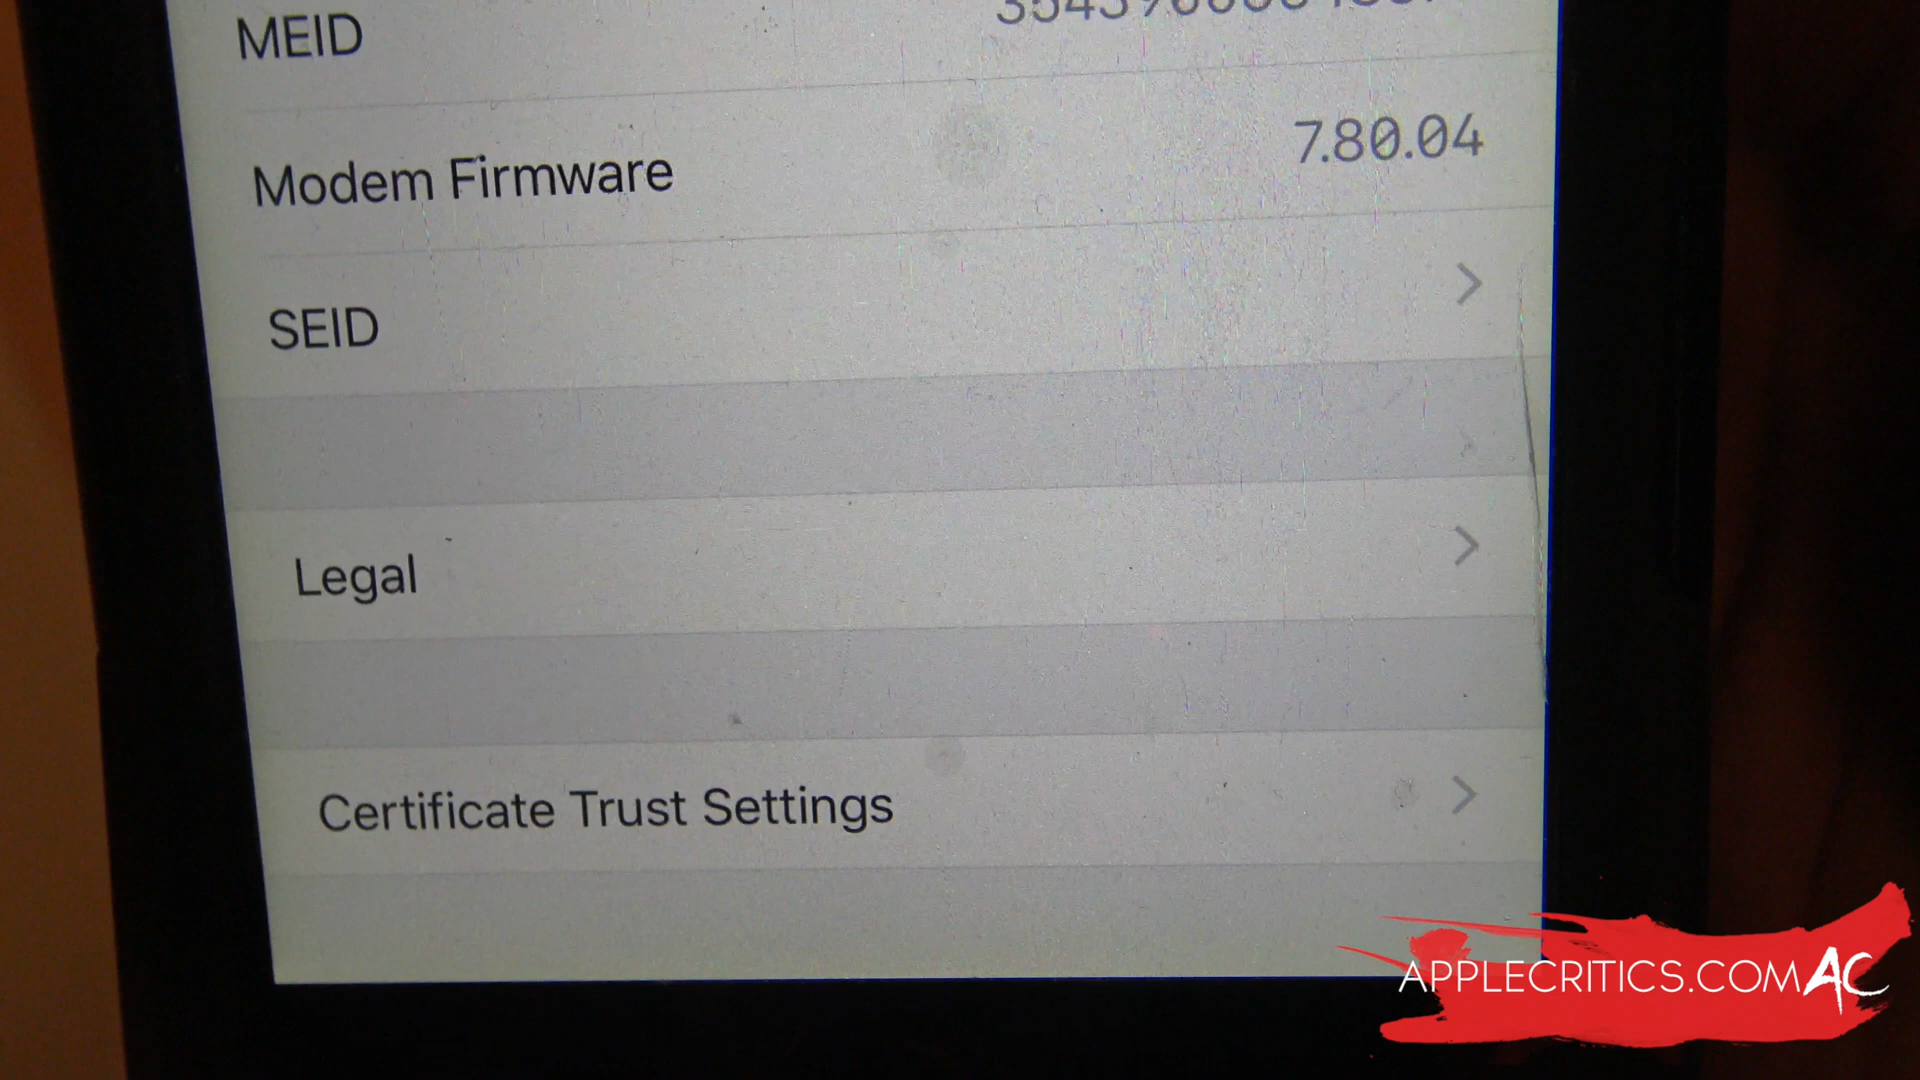 MEID
Modem Firmware 7.80.04
SEID
Legal
Certificate Trust Settings
APPLECRITICS.COM AC